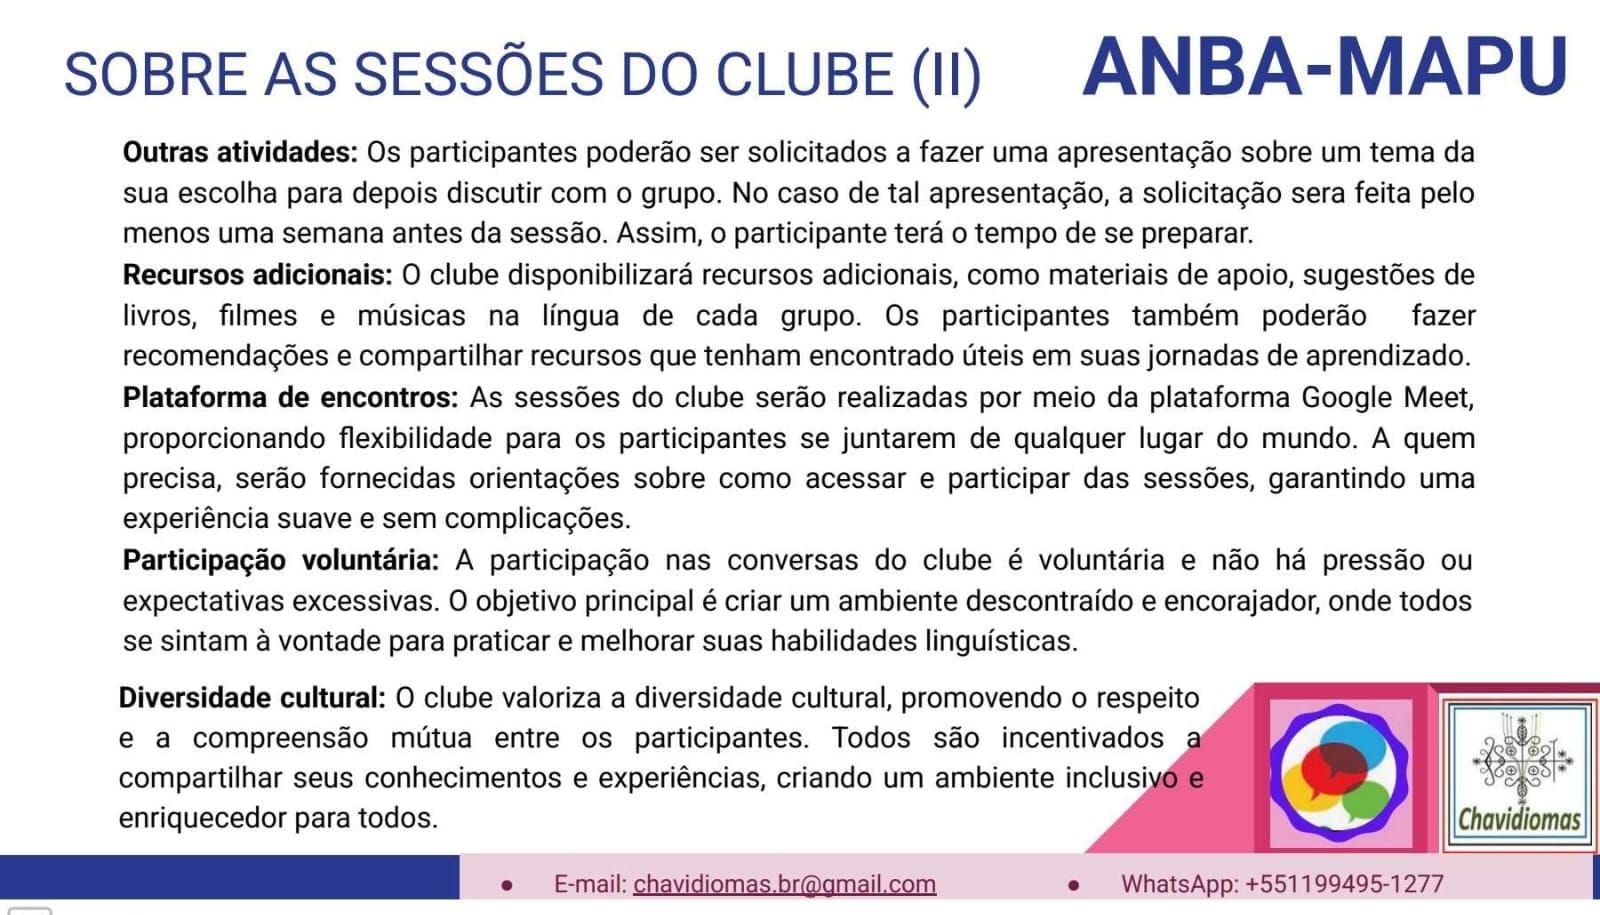 SOBRE AS SESSÕES DO CLUBE (II)
ANBA-MAPU
Outras atividades: Os participantes poderão ser solicitados a fazer uma apresentação sobre um tema da
sua escolha para depois discutir com o grupo. No caso de tal apresentação, a solicitação sera feita pelo
menos uma semana antes da sessão. Assim, o participante terá o tempo de se preparar.
Recursos adicionais: O clube disponibilizará recursos adicionais, como materiais de apoio, sugestões de
livros, filmes e músicas na língua de cada grupo. Os participantes também poderão fazer
recomendações e compartilhar recursos que tenham encontrado úteis em suas jornadas de aprendizado.
Plataforma de encontros: As sessões do clube serão realizadas por meio da plataforma Google Meet,
proporcionando flexibilidade para os participantes se juntarem de qualquer lugar do mundo. A quem
precisa, serão fornecidas orientações sobre como acessar e participar das sessões, garantindo uma
experiência suave e sem complicações.
Participação voluntária: A participação nas conversas do clube é voluntária e não há pressão ou
expectativas excessivas. O objetivo principal é criar um ambiente descontraído e encorajador, onde todos
se sintam à vontade para praticar e melhorar suas habilidades linguísticas.
Diversidade cultural: O clube valoriza a diversidade cultural, promovendo o respeito
e a compreensão mútua entre os participantes. Todos são incentivados a
compartilhar seus conhecimentos e experiências, criando um ambiente inclusivo e
enriquecedor para todos.
Chavidiomas
● E-mail: chavidiomas.br@gmail.com
● WhatsApp: +551199495-1277